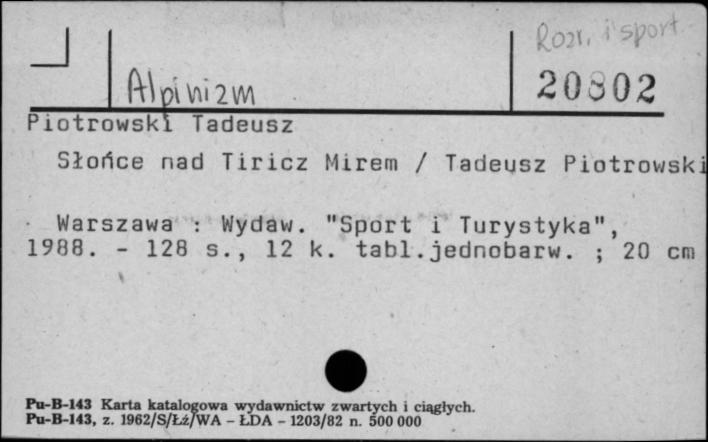 Rozr. i sport
Alpinizm
20802
Piotrowski Tadeusz
Słońce nad Tiricz Mirem / Tadeusz Piotrowski
Warszawa : Wydaw. "Sport i Turystyka",
1988. - 128 s., 12 k. tabl.jednobarw. ; 20 cm
Pu-B-143 Karta katalogowa wydawnictw zwartych i ciągłych.
Pu-B-143, z. 1962/S/Łź/WA - ŁDA - 1203/82 n. 500 000